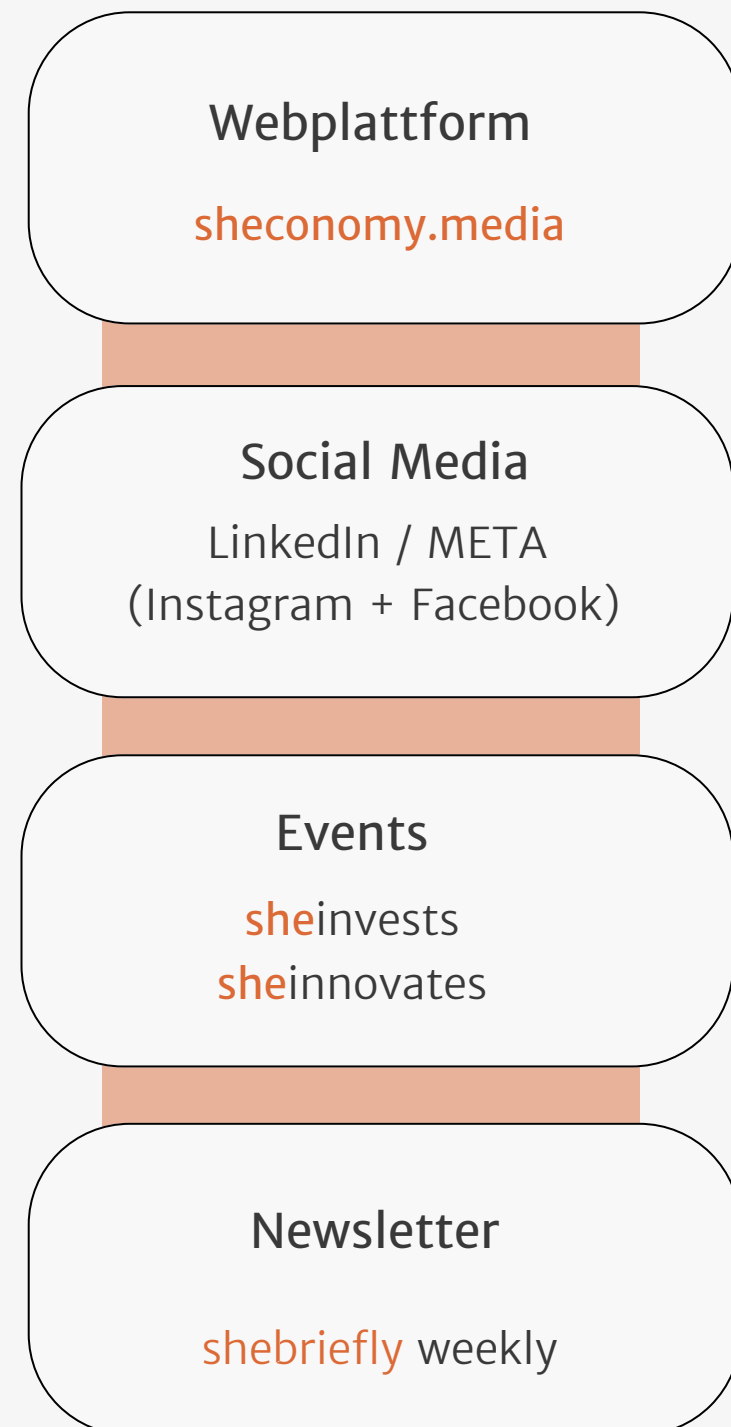 Webplattform
sheconomy.media
Social Media
LinkedIn / META
(Instagram + Facebook)
Events
sheinvests
sheinnovates
Newsletter
shebriefly weekly